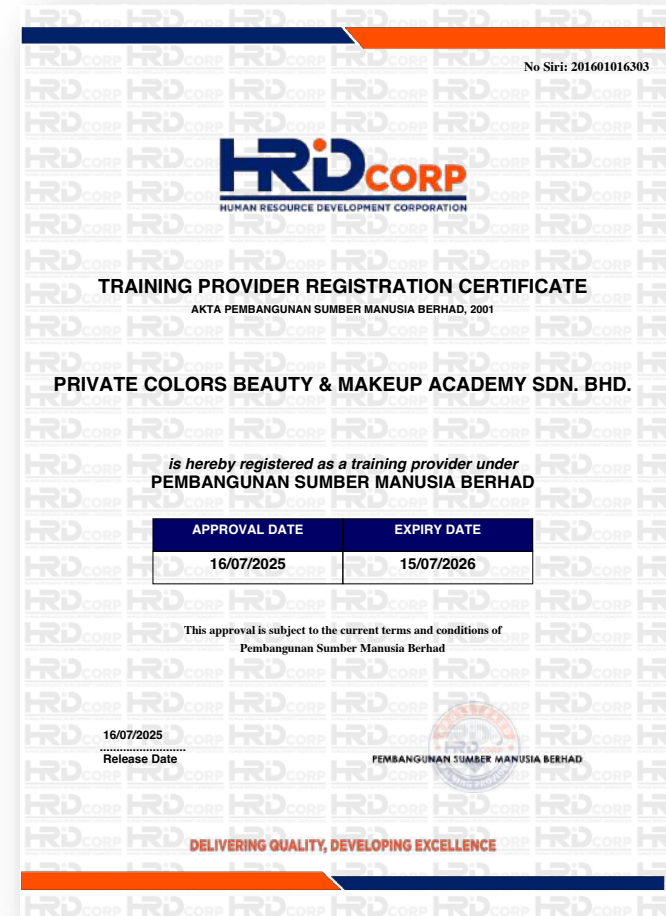 No Siri: 201601016303
HRiDCORP
HUMAN RESOURCE DEVELOPMENT CORPORATION
TRAINING PROVIDER REGISTRATION CERTIFICATE
AKTA PEMBANGUNAN SUMBER MANUSIA BERHAD, 2001
PRIVATE COLORS BEAUTY & MAKEUP ACADEMY SDN. BHD.
is hereby registered as a training provider under
PEMBANGUNAN SUMBER MANUSIA BERHAD
APPROVAL DATE EXPIRY DATE
16/07/2025 15/07/2026
This approval is subject to the current terms and conditions of
Pembangunan Sumber Manusia Berhad
16/07/2025
Release Date
PEMBANGUNAN SUMBER MANUSIA BERHAD
DELIVERING QUALITY, DEVELOPING EXCELLENCE